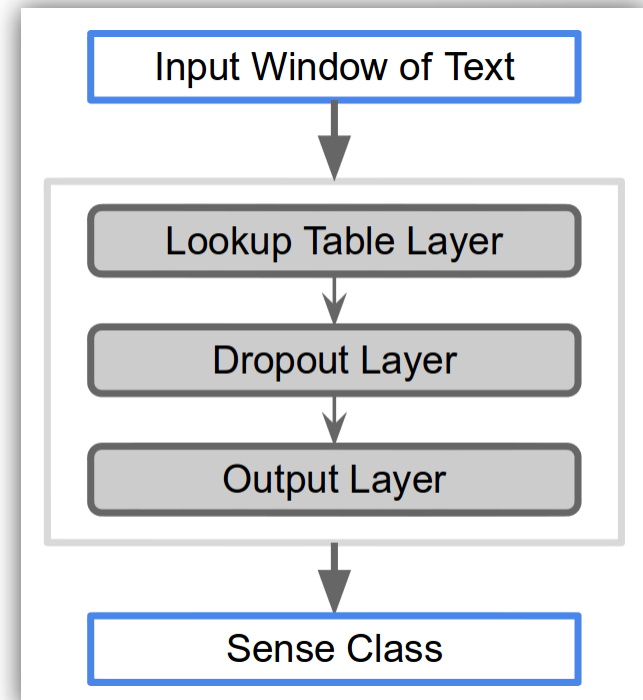 Input Window of Text
Lookup Table Layer
Dropout Layer
Output Layer
Sense Class